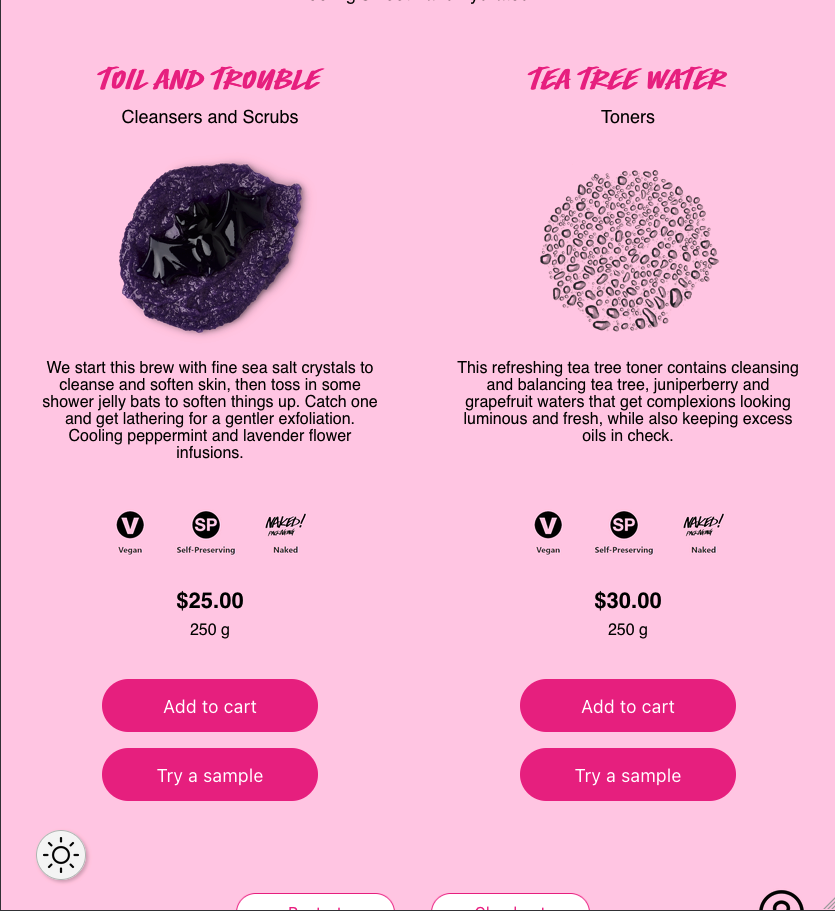 TOIL AND TROUBLE
Cleansers and Scrubs
We start this brew with fine sea salt crystals to
cleanse and soften skin, then toss in some
shower jelly bats to soften things up. Catch one
and get lathering for a gentler exfoliation.
Cooling peppermint and lavender flower
infusions.
V
SP
NAKED!
PACKAGING
Vegan
Self-Preserving
Naked
$25.00
250 g
Add to cart
Try a sample
TEA TREE WATER
Toners
This refreshing tea tree toner contains cleansing
and balancing tea tree, juniperberry and
grapefruit waters that get complexions looking
luminous and fresh, while also keeping excess
oils in check.
V
SP
NAKED!
PACKAGING
Vegan
Self-Preserving
Naked
$30.00
250 g
Add to cart
Try a sample